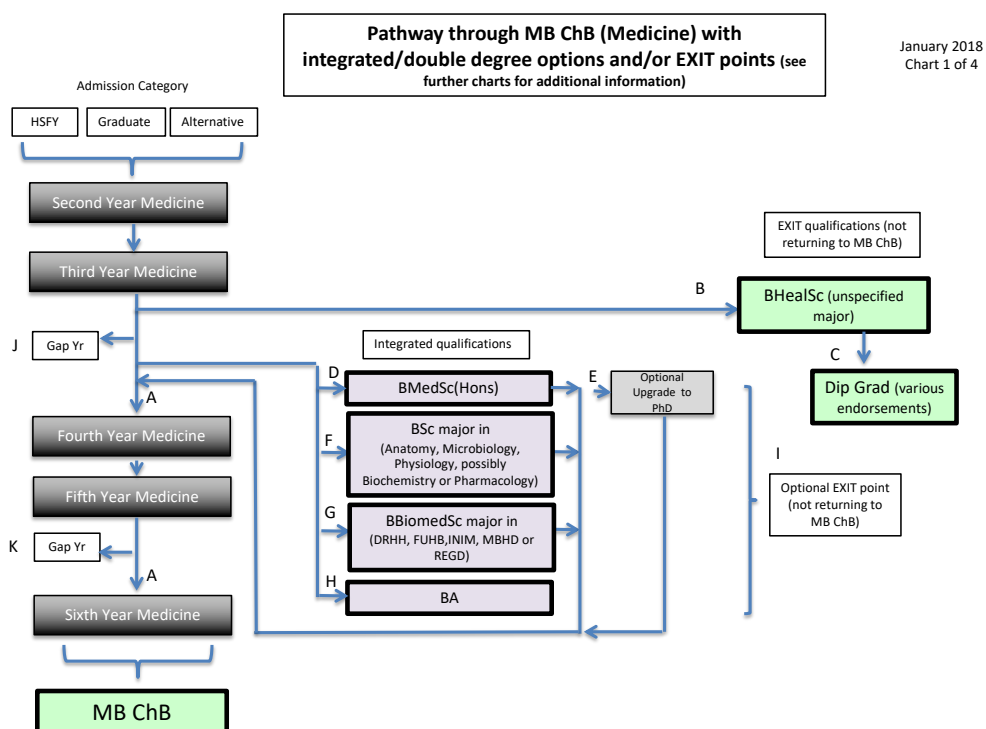 Pathway through MB ChB (Medicine) with
integrated/double degree options and/or EXIT points (see
further charts for additional information)
January 2018
Chart 1 of 4
Admission Category
HSFY
Graduate
Alternative
Second Year Medicine
Third Year Medicine
EXIT qualifications (not
returning to MB ChB)
B
BHealSc (unspecified
major)
C
Dip Grad (various
endorsements)
J
Gap Yr
Integrated qualifications
A
D
BMedSc(Hons)
E
Optional
Upgrade to
PhD
Fourth Year Medicine
F
BSc major in
(Anatomy, Microbiology,
Physiology, possibly
Biochemistry or Pharmacology)
I
Optional EXIT point
(not returning to
MB ChB)
Fifth Year Medicine
G
BBiomedSc major in
(DRHH, FUHB,INIM, MBHD or
REGD)
K
Gap Yr
A
H
BA
Sixth Year Medicine
MB ChB